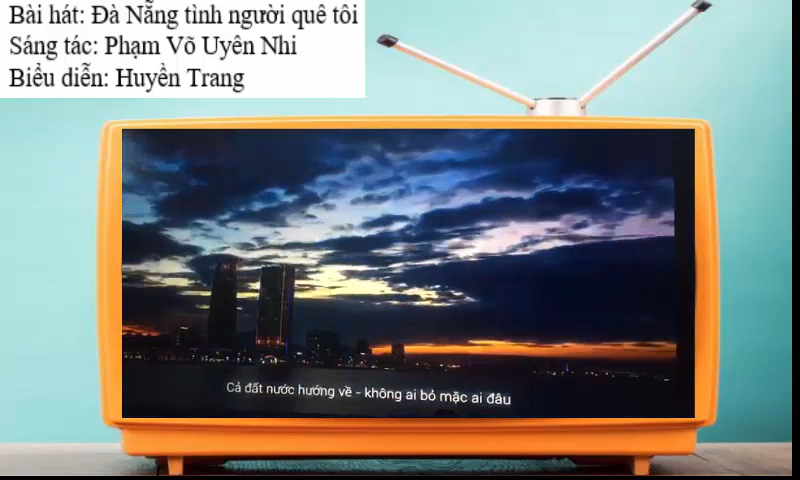 Bài hát: Đà Nẵng tình người quê tôi
Sáng tác: Phạm Võ Uyên Nhi
Biểu diễn: Huyền Trang
Cả đất nước hướng về - không ai bỏ mặc ai đâu